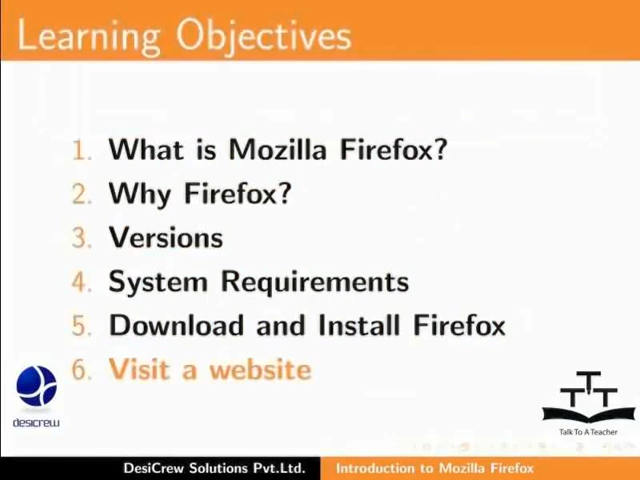 Learning Objectives
1. What is Mozilla Firefox?
2. Why Firefox?
3. Versions
4. System Requirements
5. Download and Install Firefox
6. Visit a website
desicrew
TTT
Talk To A Teacher
DesiCrew Solutions Pvt.Ltd. Introduction to Mozilla Firefox